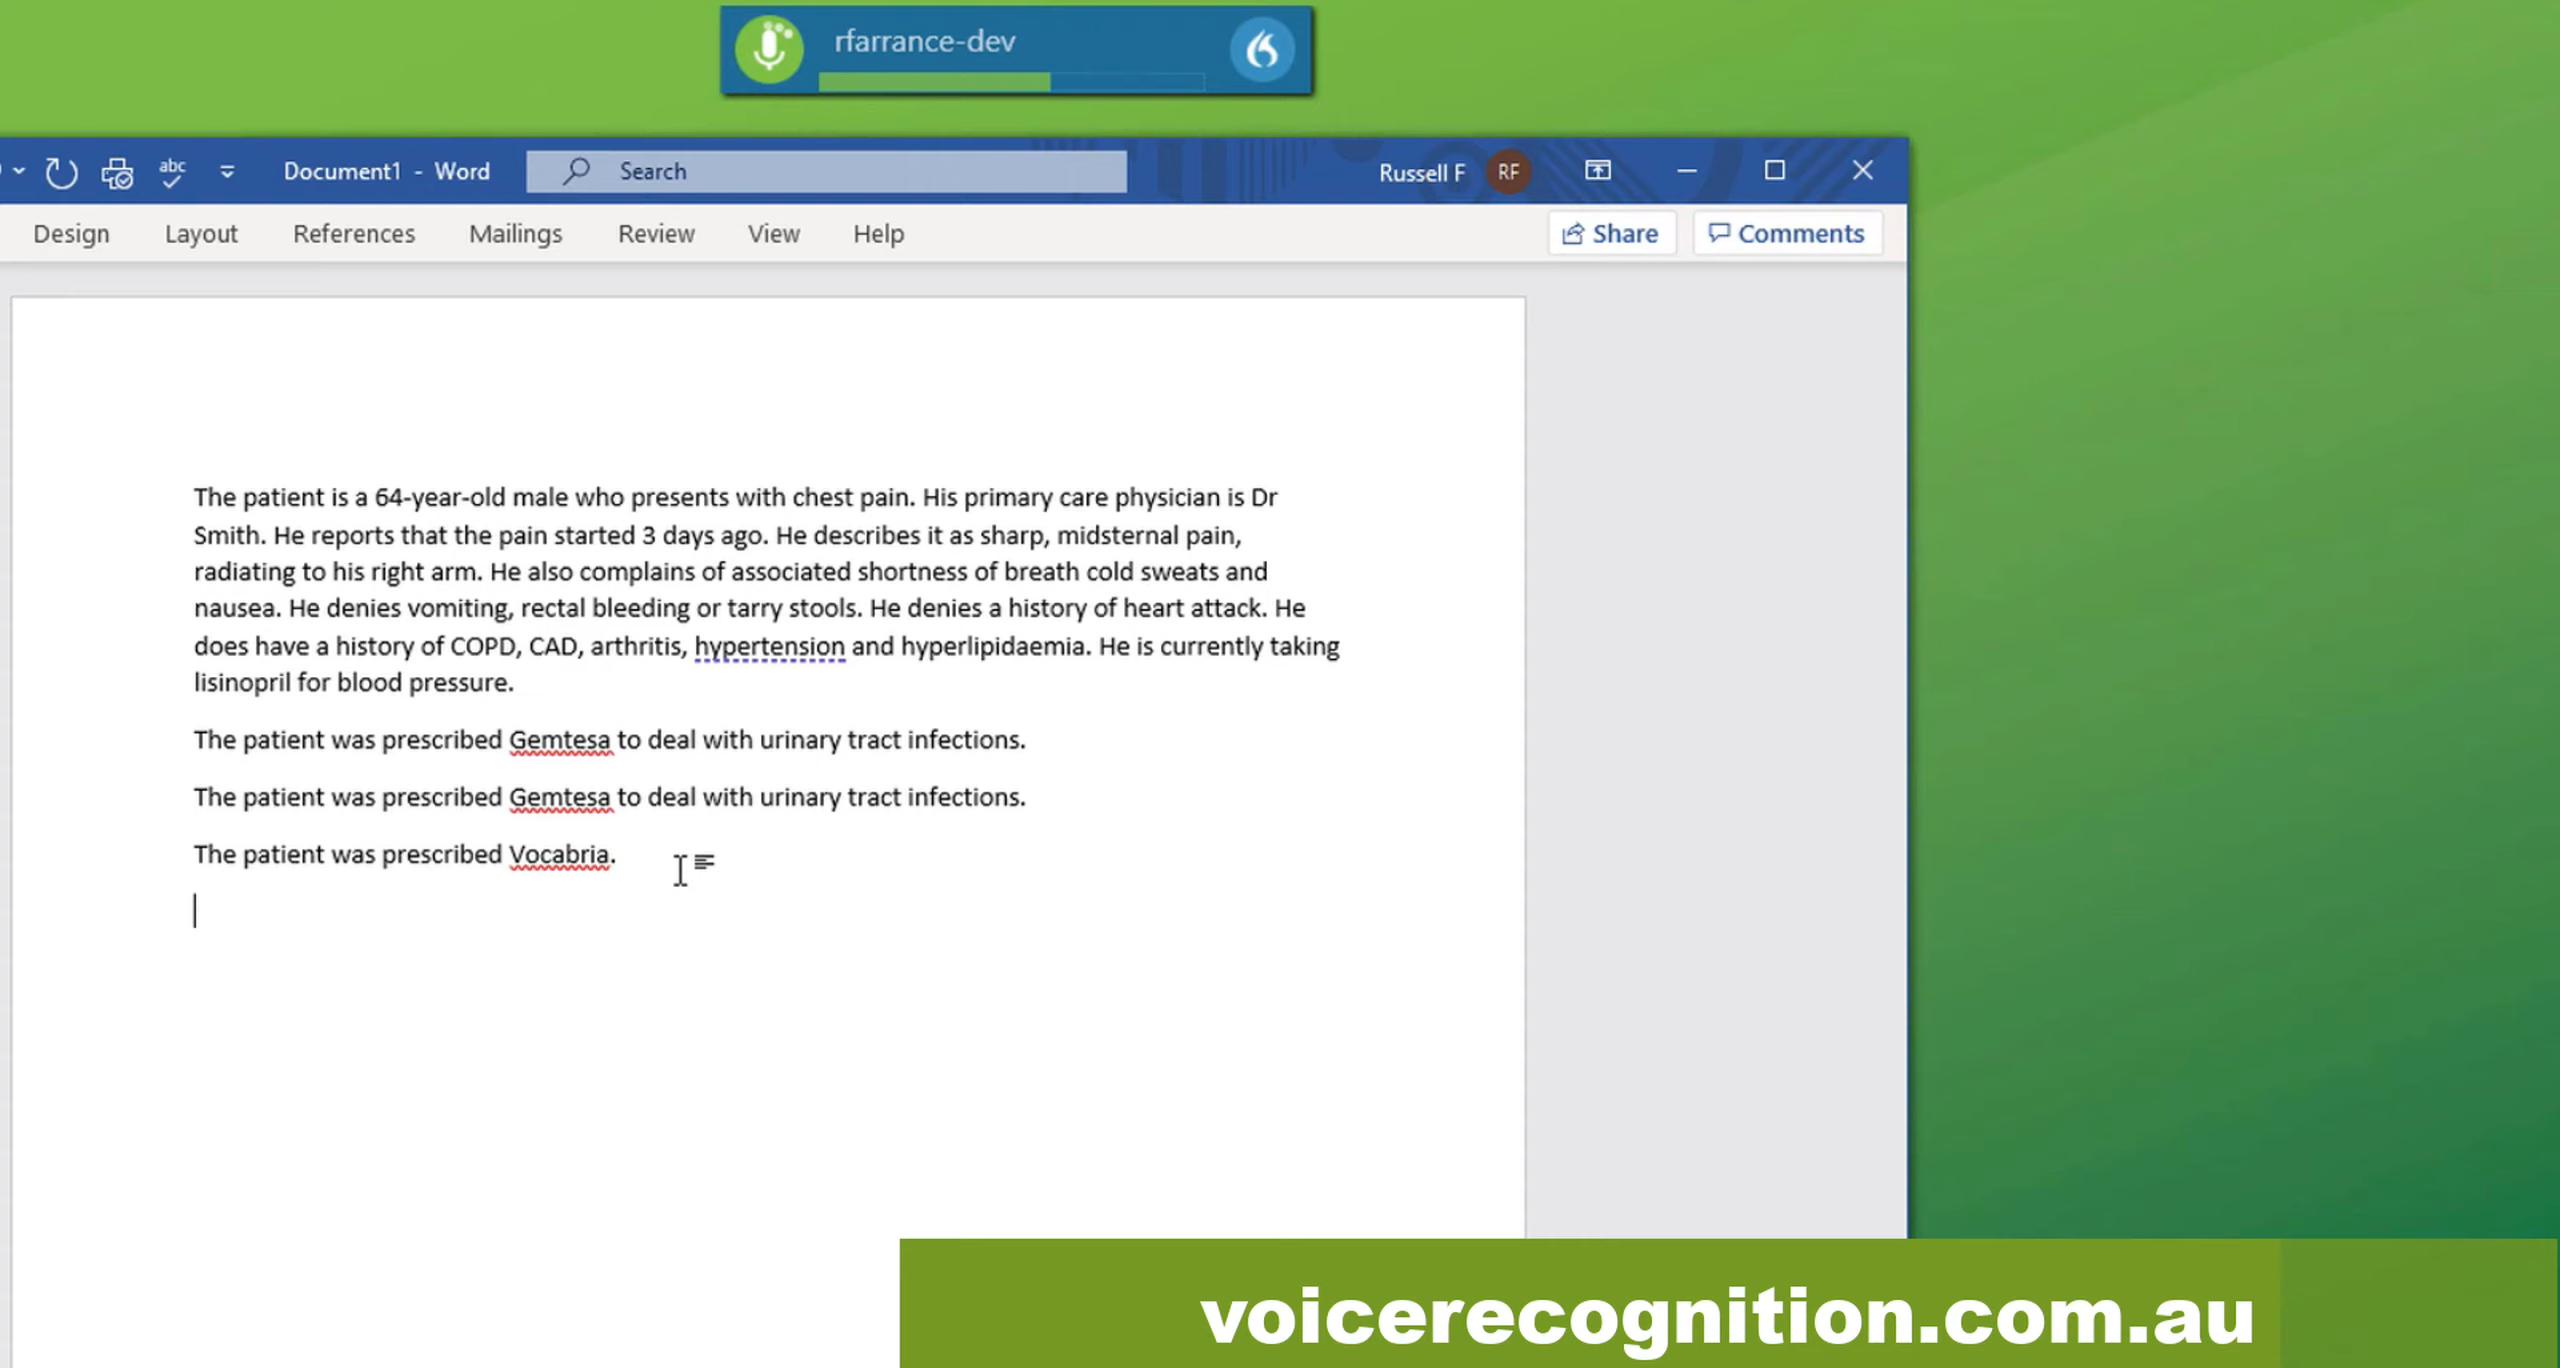 rfarrance-dev
abc
Document1 - Word
Search
Russell F
RF
Design
Layout
References
Mailings
Review
View
Help
Share
Comments
The patient is a 64-year-old male who presents with chest pain. His primary care physician is Dr
Smith. He reports that the pain started 3 days ago. He describes it as sharp, midsternal pain,
radiating to his right arm. He also complains of associated shortness of breath cold sweats and
nausea. He denies vomiting, rectal bleeding or tarry stools. He denies a history of heart attack. He
does have a history of COPD, CAD, arthritis, hypertension and hyperlipidaemia. He is currently taking
lisinopril for blood pressure.
The patient was prescribed Gemtesa to deal with urinary tract infections.
The patient was prescribed Gemtesa to deal with urinary tract infections.
The patient was prescribed Vocabria.
voicerecognition.com.au